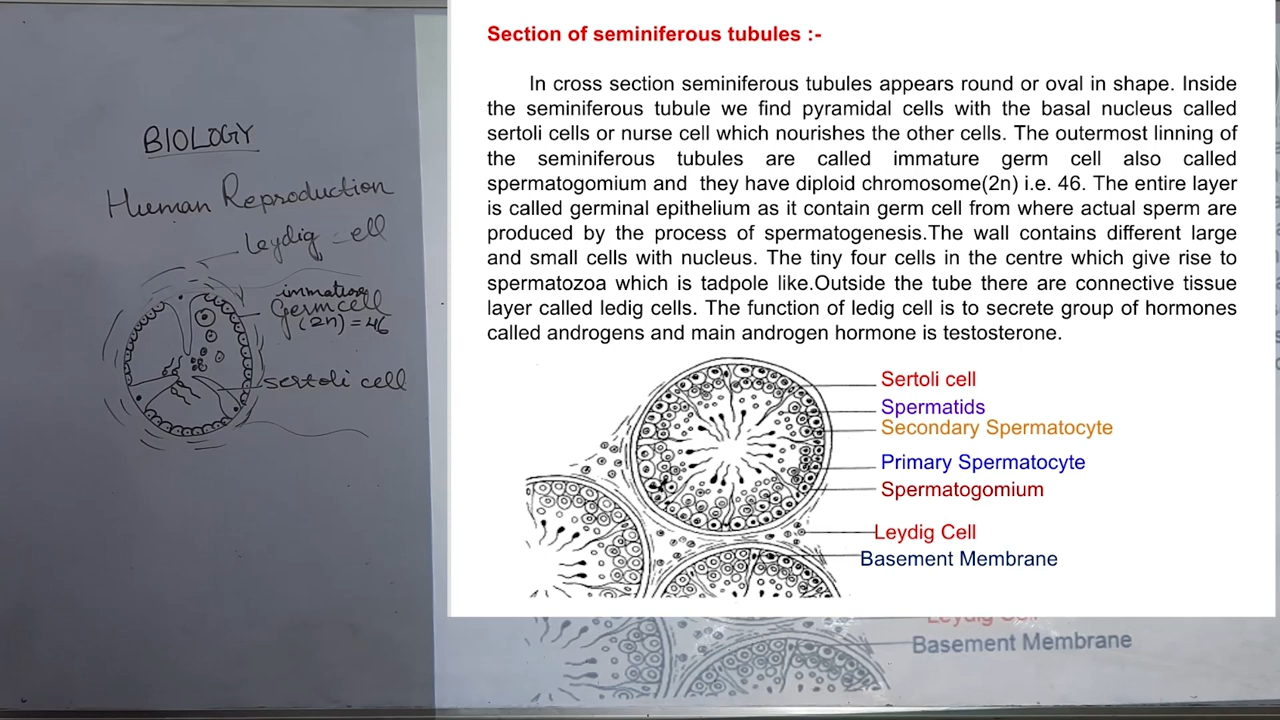 BIOLOGY
Human Reproduction
Leydig cell
immature
Germ cell
(2n) = 46
sertoli cell
Section of seminiferous tubules :-
In cross section seminiferous tubules appears round or oval in shape. Inside
the seminiferous tubule we find pyramidal cells with the basal nucleus called
sertoli cells or nurse cell which nourishes the other cells. The outermost linning of
the seminiferous tubules are called immature germ cell also called
spermatogomium and they have diploid chromosome(2n) i.e. 46. The entire layer
is called germinal epithelium as it contain germ cell from where actual sperm are
produced by the process of spermatogenesis.The wall contains different large
and small cells with nucleus. The tiny four cells in the centre which give rise to
spermatozoa which is tadpole like.Outside the tube there are connective tissue
layer called ledig cells. The function of ledig cell is to secrete group of hormones
called androgens and main androgen hormone is testosterone.
Sertoli cell
Spermatids
Secondary Spermatocyte
Primary Spermatocyte
Spermatogomium
Leydig Cell
Basement Membrane
Leydig Cell
Basement Membrane